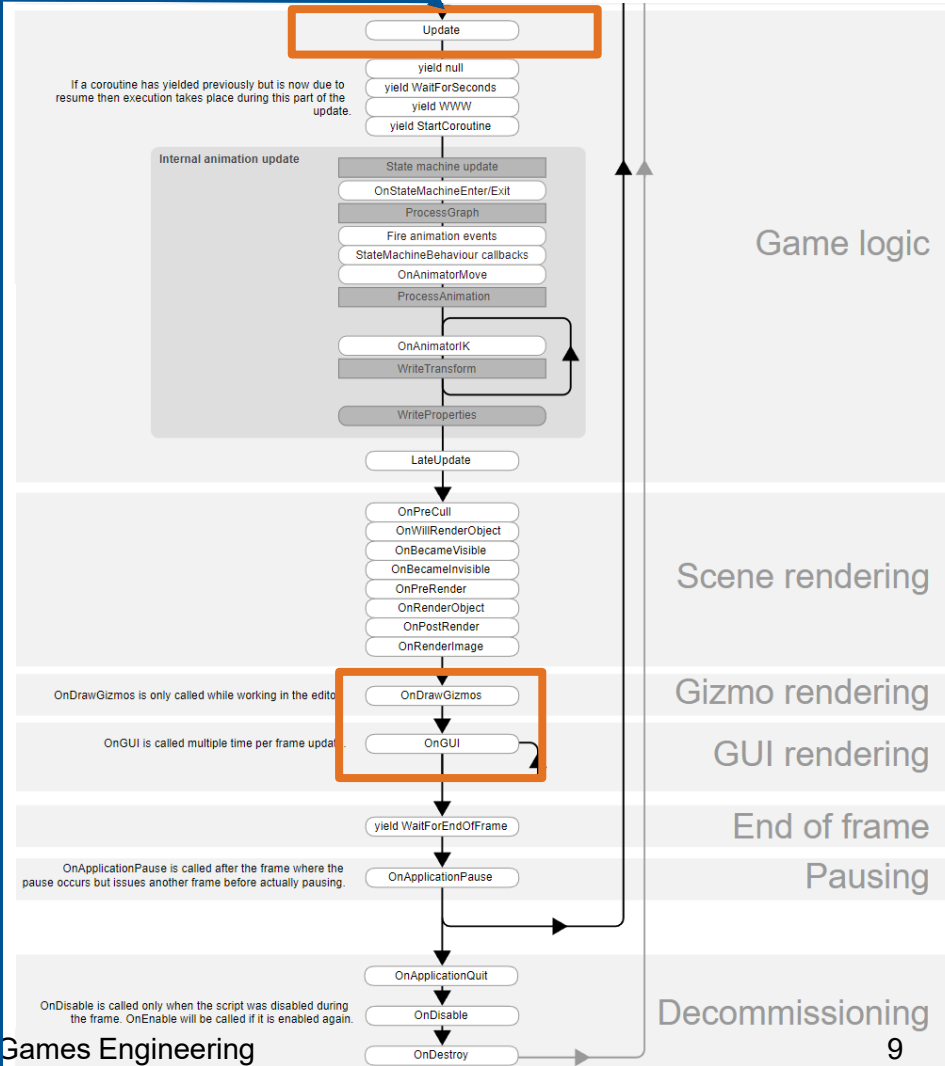 Update
yield null
If a coroutine has yielded previously but is now due to
resume then execution takes place during this part of the
update.
yield WaitForSeconds
yield WWW
yield StartCoroutine
Internal animation update
State machine update
OnStateMachineEnter/Exit
ProcessGraph
Fire animation events
StateMachineBehaviour callbacks
OnAnimatorMove
ProcessAnimation
OnAnimatorIK
WriteTransform
WriteProperties
LateUpdate
Game logic
OnPreCull
OnWillRenderObject
OnBecameVisible
OnBecameInvisible
OnPreRender
OnRenderObject
OnPostRender
OnRenderImage
Scene rendering
OnDrawGizmos is only called while working in the edito
OnDrawGizmos
Gizmo rendering
OnGUI is called multiple time per frame update.
OnGUI
GUI rendering
yield WaitForEndOfFrame
End of frame
OnApplicationPause is called after the frame where the
pause occurs but issues another frame before actually pausing.
OnApplicationPause
Pausing
OnApplicationQuit
OnDisable is called only when the script was disabled during
the frame. OnEnable will be called if it is enabled again.
OnDisable
OnDestroy
Decommissioning
Games Engineering
9